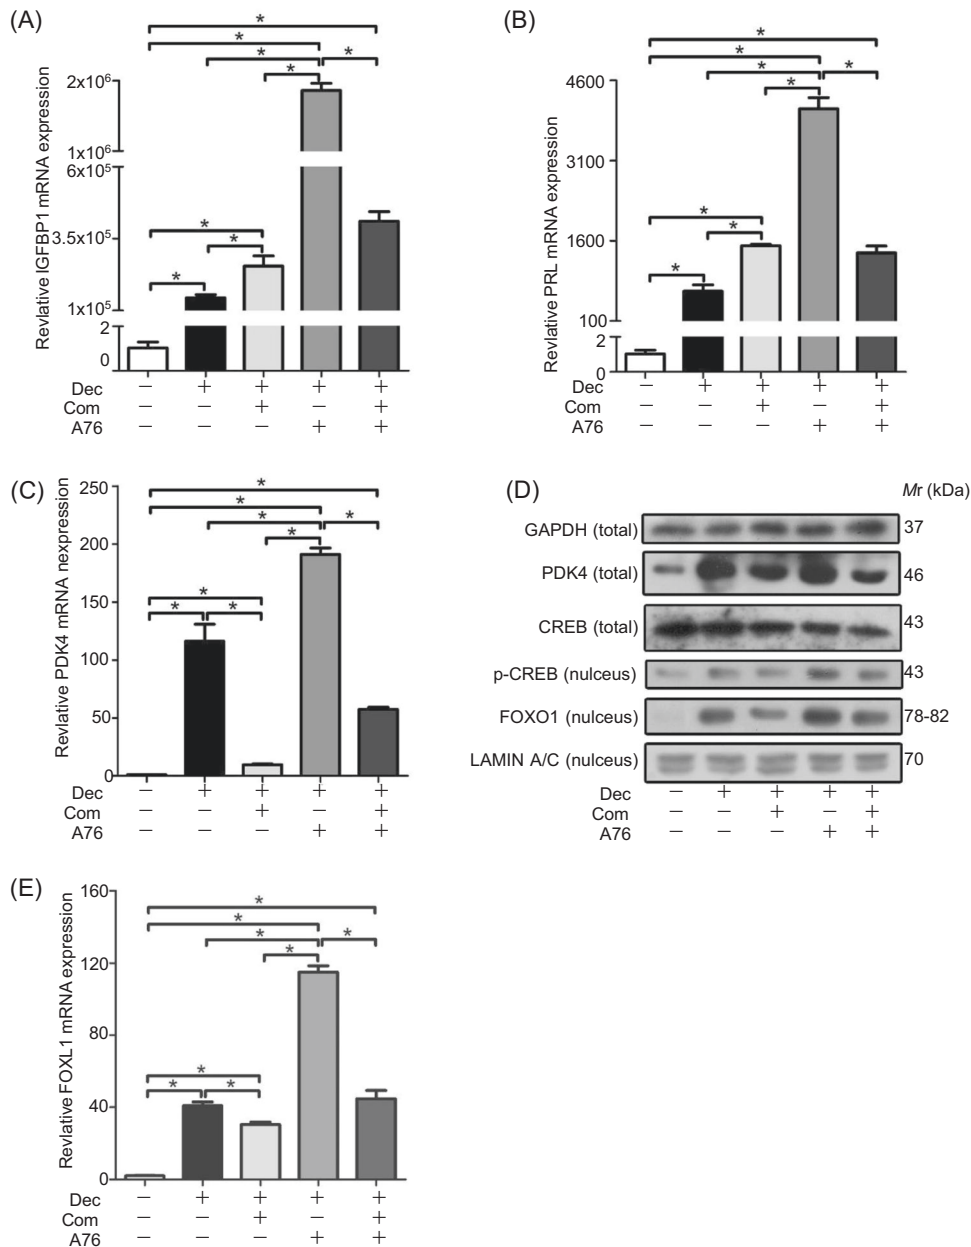 (A)
Revlative IGFBP1 mRNA expression
2x10⁶
1x10⁶
6x10⁵
3.5x10⁵
1x10⁵
2
0
* * * * * * * *
Dec − + + + +
Com − − + − +
A76 − − − + +
(B)
Revlative PRL mRNA expression
4600
3100
1600
100
2
0
* * * * * * * *
Dec − + + + +
Com − − + − +
A76 − − − + +
(C)
Revlative PDK4 mRNA nexpression
250
200
150
100
50
0
* * * * * * * *
Dec − + + + +
Com − − + − +
A76 − − − + +
(D)
Mr (kDa)
GAPDH (total) 37
PDK4 (total) 46
CREB (total) 43
p-CREB (nulceus) 43
FOXO1 (nulceus) 78-82
LAMIN A/C (nulceus) 70
Dec − + + + +
Com − − + − +
A76 − − − + +
(E)
Revlative FOXL1 mRNA expression
160
120
80
40
0
* * * * * * * *
Dec − + + + +
Com − − + − +
A76 − − − + +